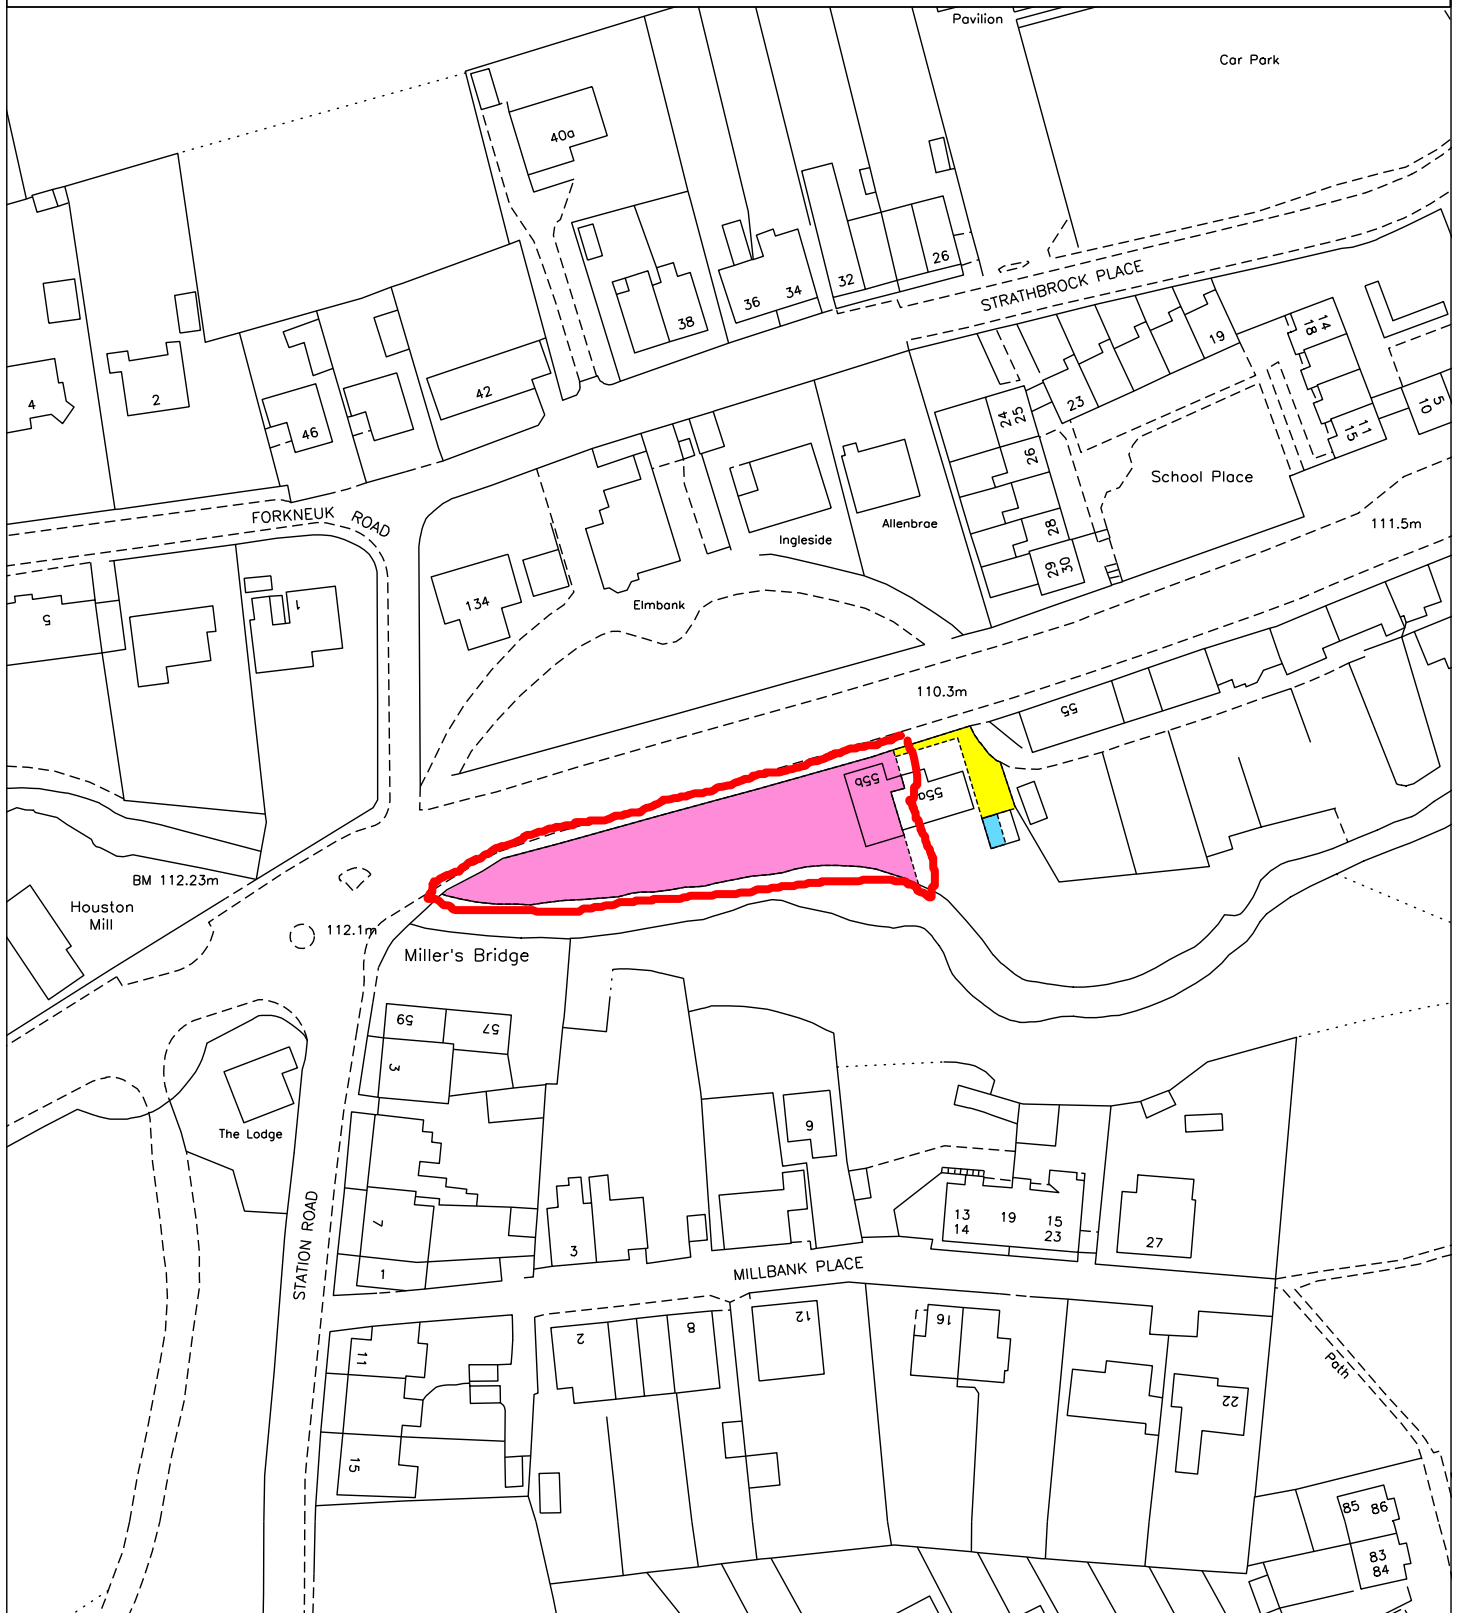 Pavilion
Car Park
40a
26
32
34
36
38
STRATHBROCK PLACE
19
14
18
5
10
11
15
4
2
46
42
23
24
25
26
School Place
FORKNEUK ROAD
Allenbrae
Ingleside
28
29
30
111.5m
5
1
134
Elmbank
110.3m
55
55b
55a
BM 112.23m
Houston
Mill
112.1m
Miller's Bridge
59
57
3
The Lodge
9
13
14
19
15
23
27
7
3
1
STATION ROAD
MILLBANK PLACE
11
2
8
12
16
22
Path
15
85
86
83
84